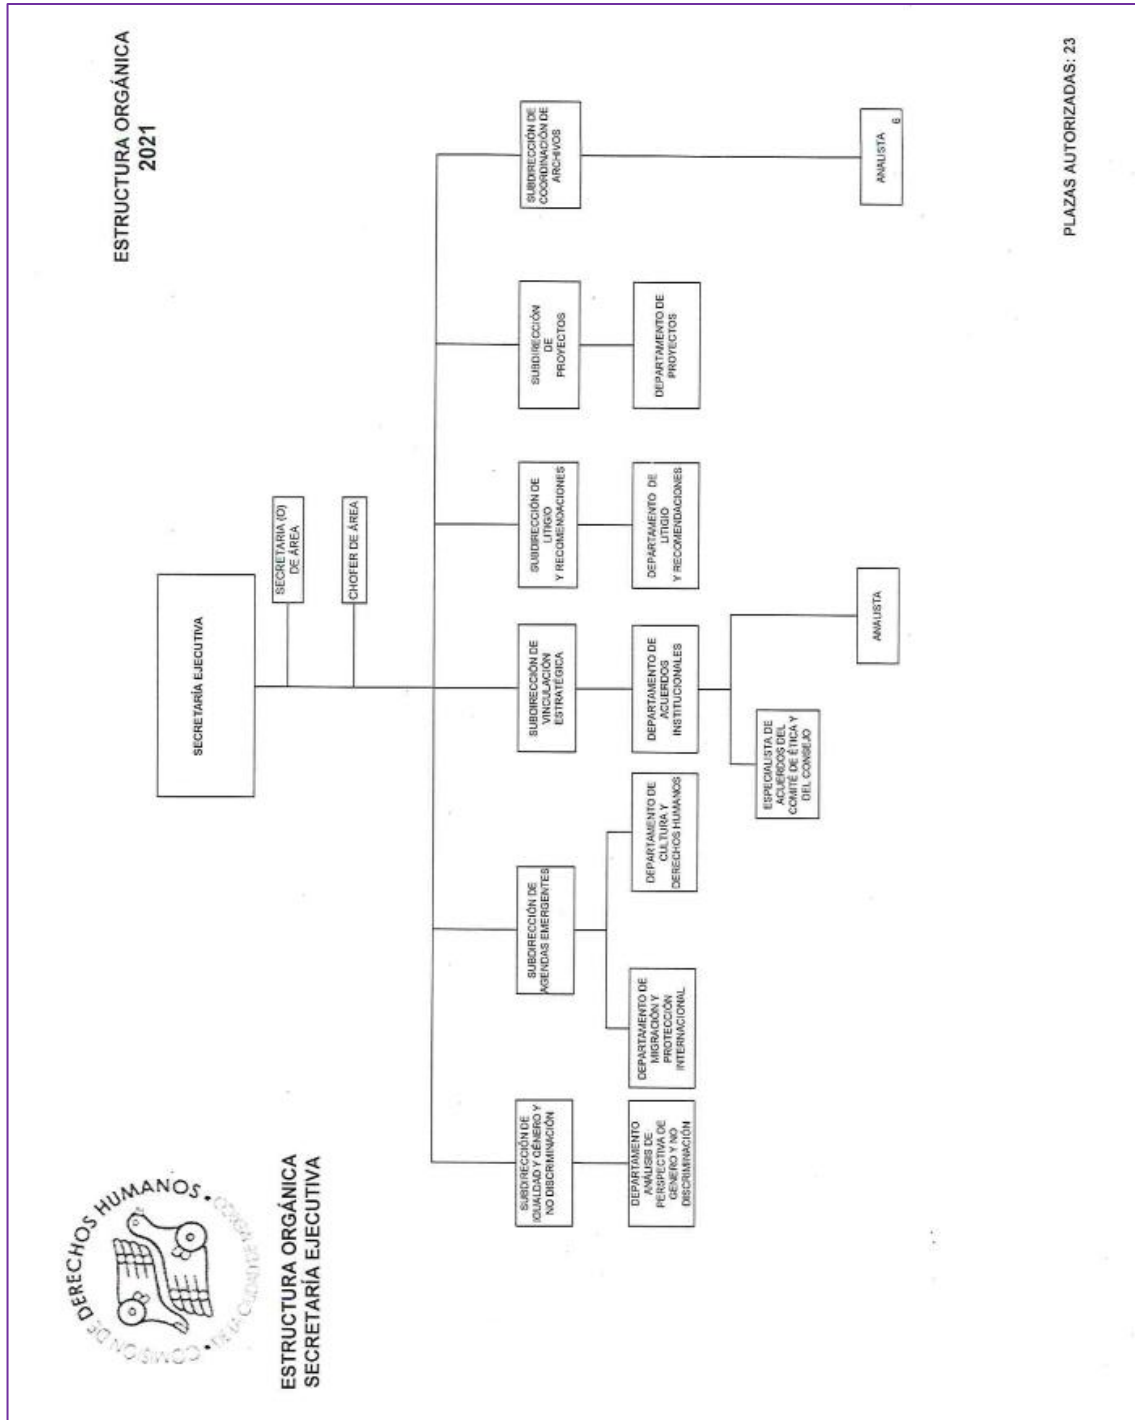 COMISIÓN DE DERECHOS HUMANOS •
ESTRUCTURA ORGÁNICA
SECRETARÍA EJECUTIVA
ESTRUCTURA ORGÁNICA
2021
SECRETARÍA EJECUTIVA
SECRETARIA (O)
DE ÁREA
CHOFER DE ÁREA
SUBDIRECCIÓN DE
IGUALDAD Y GÉNERO Y
NO DISCRIMINACIÓN
SUBDIRECCIÓN DE
AGENDAS EMERGENTES
SUBDIRECCIÓN DE
VINCULACIÓN
ESTRATÉGICA
SUBDIRECCIÓN DE
LITIGIO
Y RECOMENDACIONES
SUBDIRECCIÓN
DE
PROYECTOS
SUBDIRECCIÓN DE
COORDINACIÓN DE
ARCHIVOS
DEPARTAMENTO
ANÁLISIS DE
PERSPECTIVA DE
GÉNERO Y NO
DISCRIMINACIÓN
DEPARTAMENTO DE
MIGRACIÓN Y
PROTECCIÓN
INTERNACIONAL
DEPARTAMENTO DE
CULTURA Y
DERECHOS HUMANOS
DEPARTAMENTO DE
ACUERDOS
INSTITUCIONALES
DEPARTAMENTO DE
LITIGIO
Y RECOMENDACIONES
DEPARTAMENTO DE
PROYECTOS
ESPECIALISTA DE
ACUERDOS DEL
COMITÉ DE ÉTICA Y
DEL CONSEJO
ANALISTA
ANALISTA
6
PLAZAS AUTORIZADAS: 23